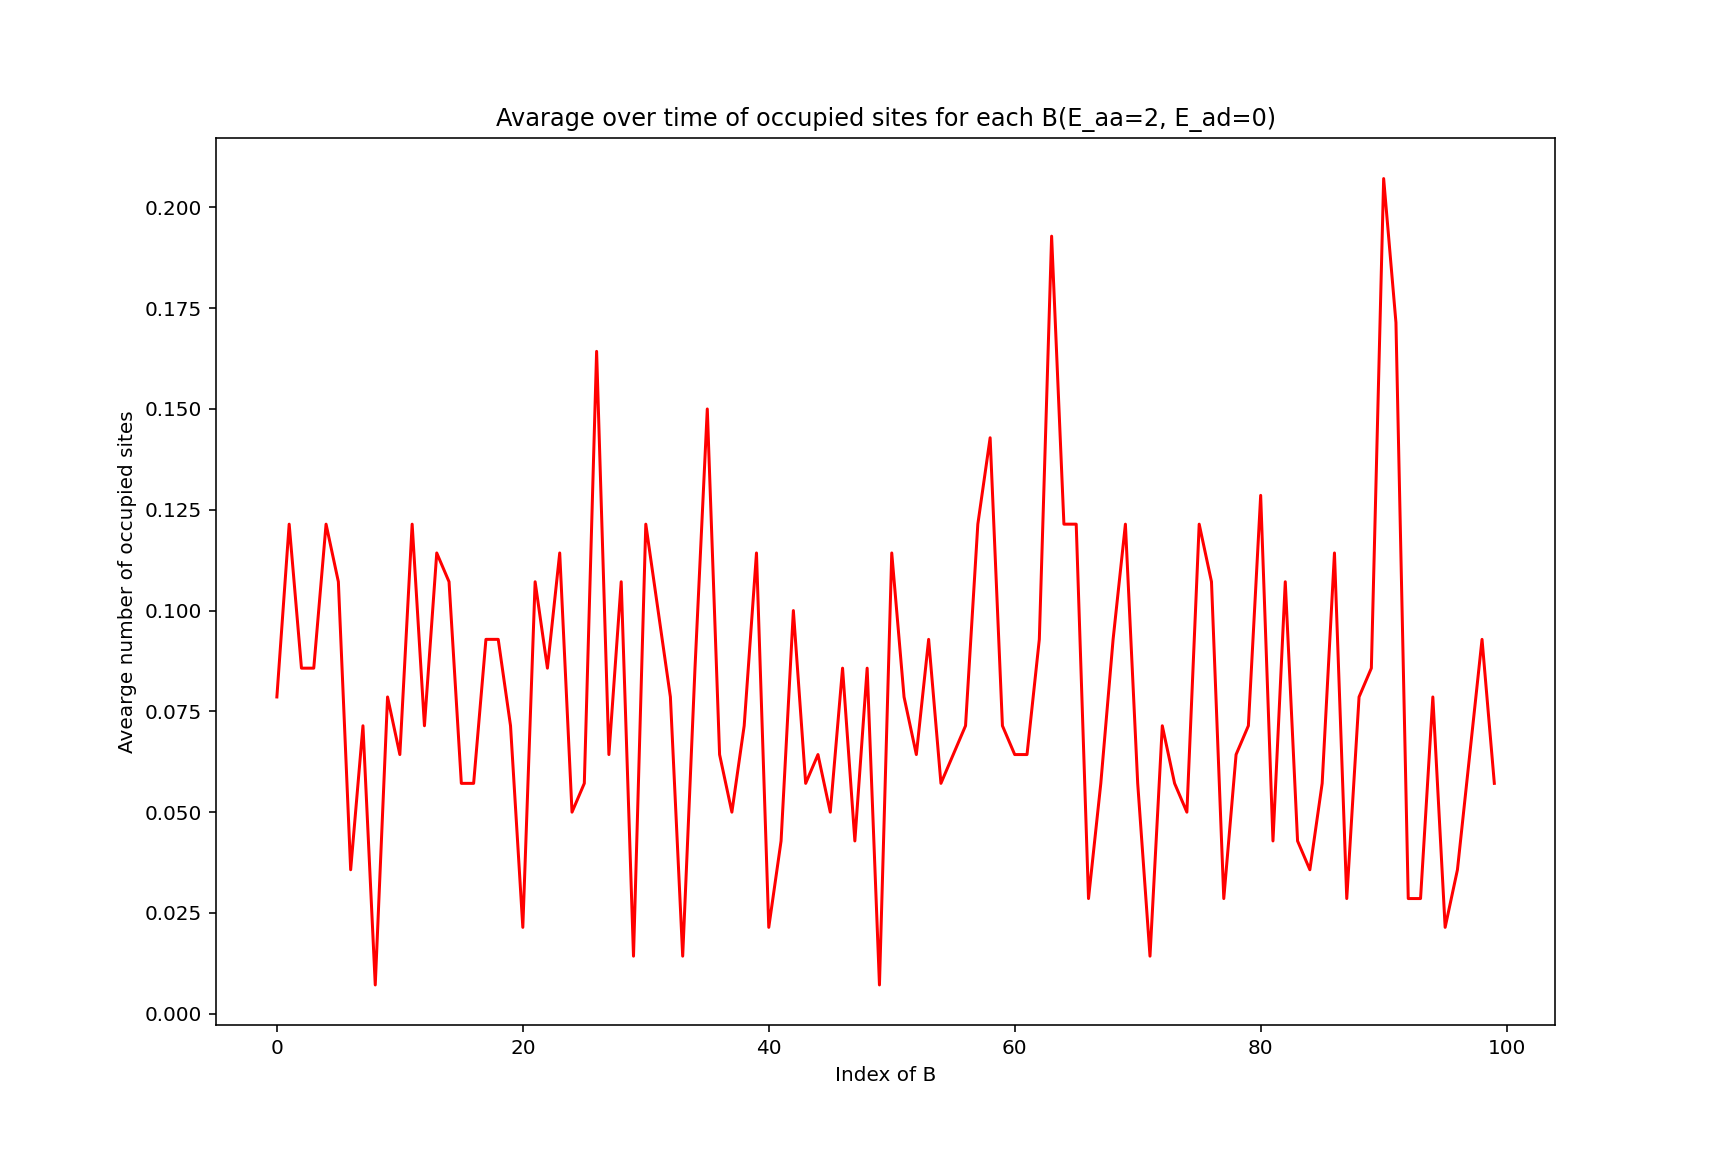 Avarage over time of occupied sites for each B(E_aa=2, E_ad=0)
Avearge number of occupied sites
0.200
0.175
0.150
0.125
0.100
0.075
0.050
0.025
0.000
0 20 40 60 80 100
Index of B